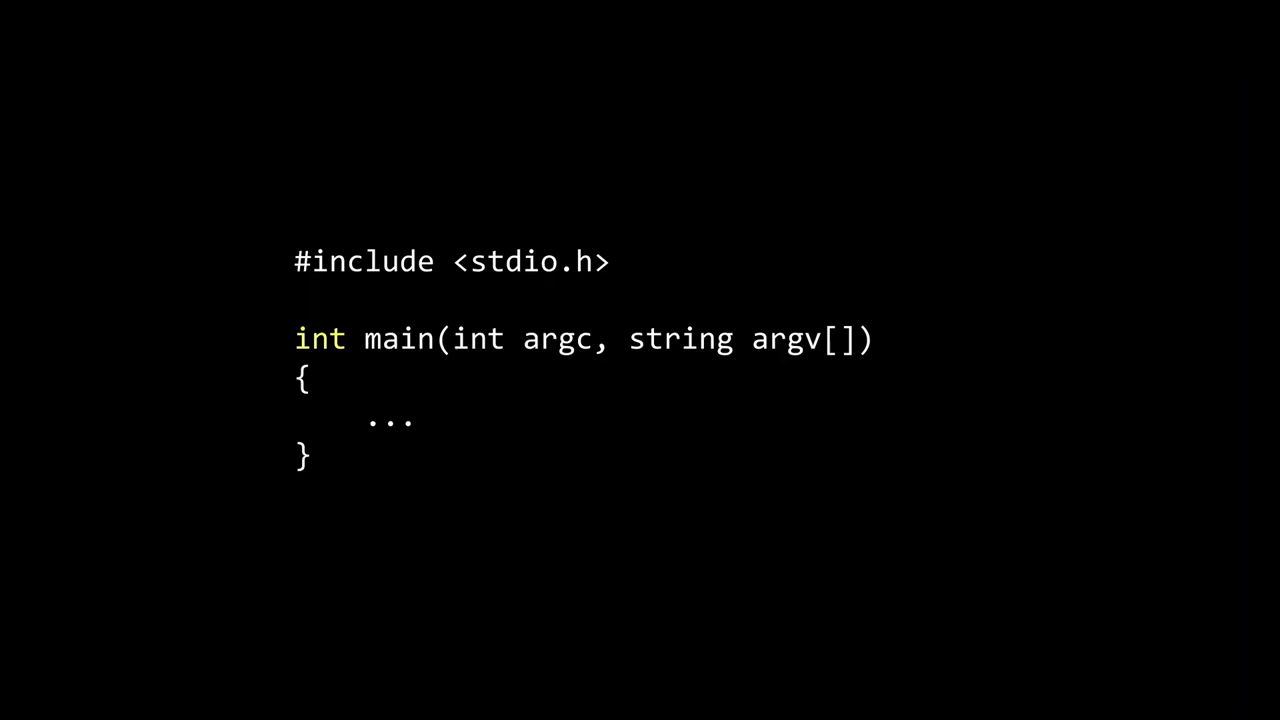 #include <stdio.h>
int main(int argc, string argv[])
{
...
}